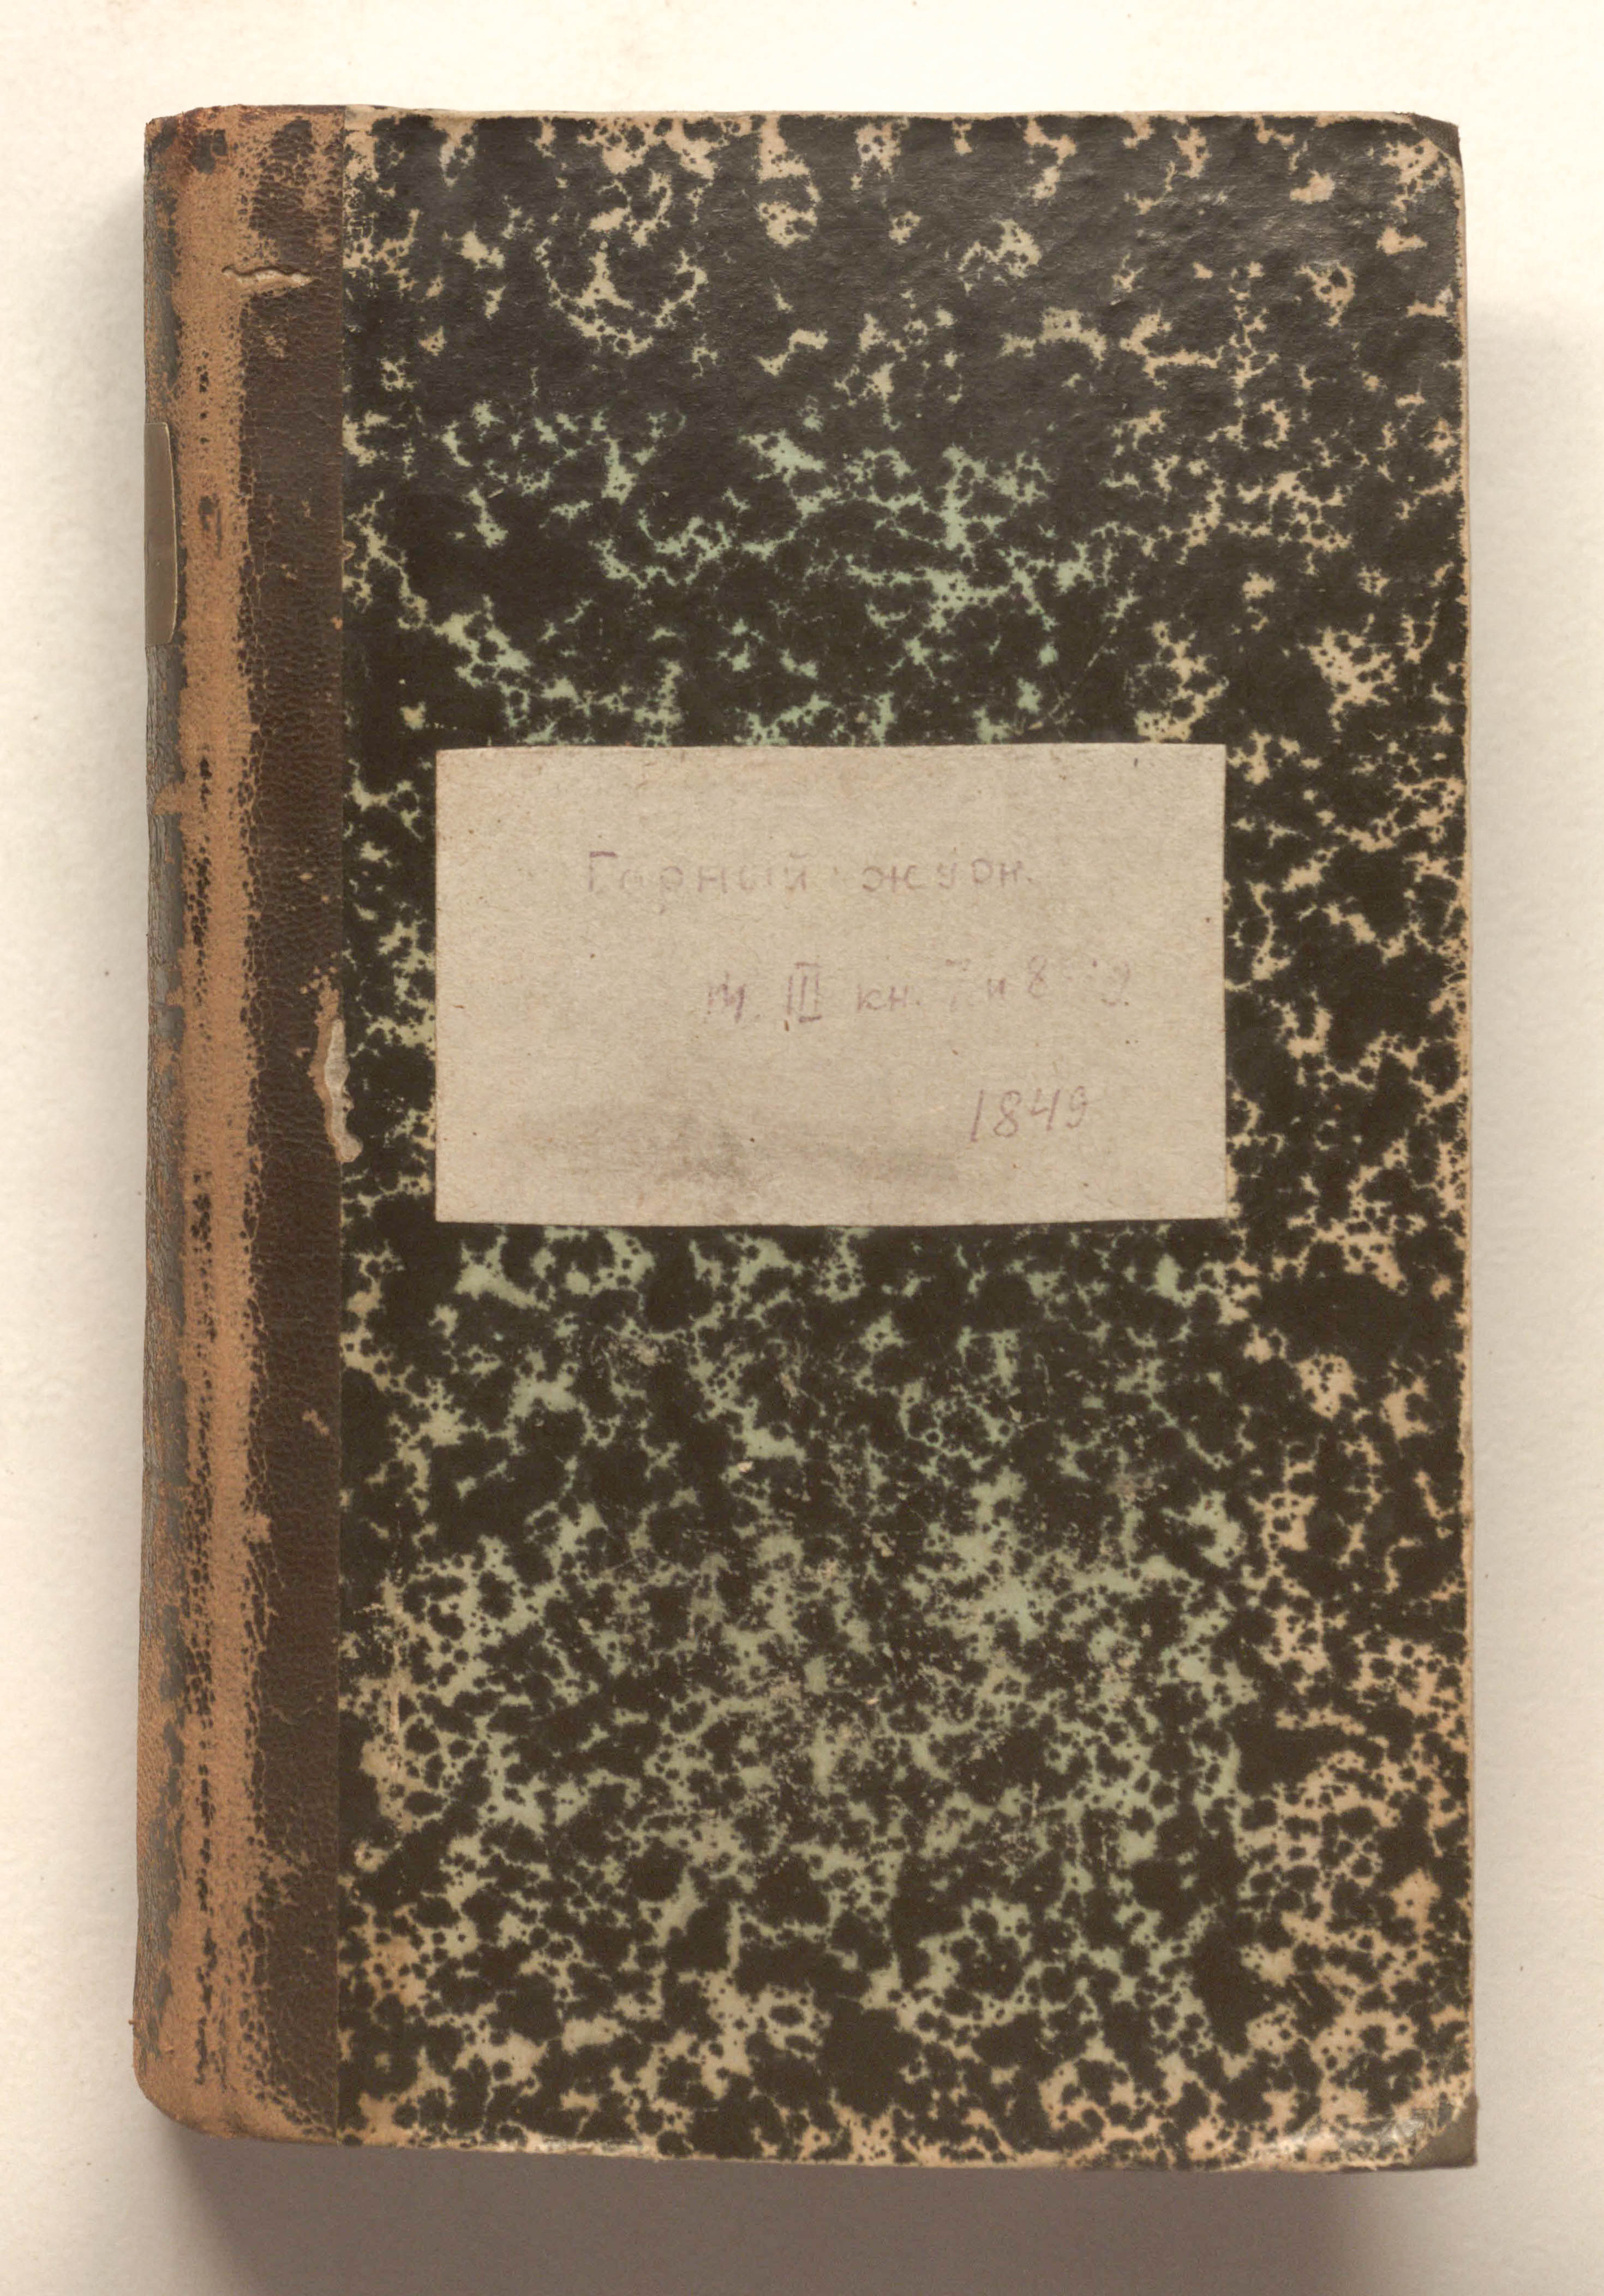 Горный журн.
т. III кн. 7 и 8
1849